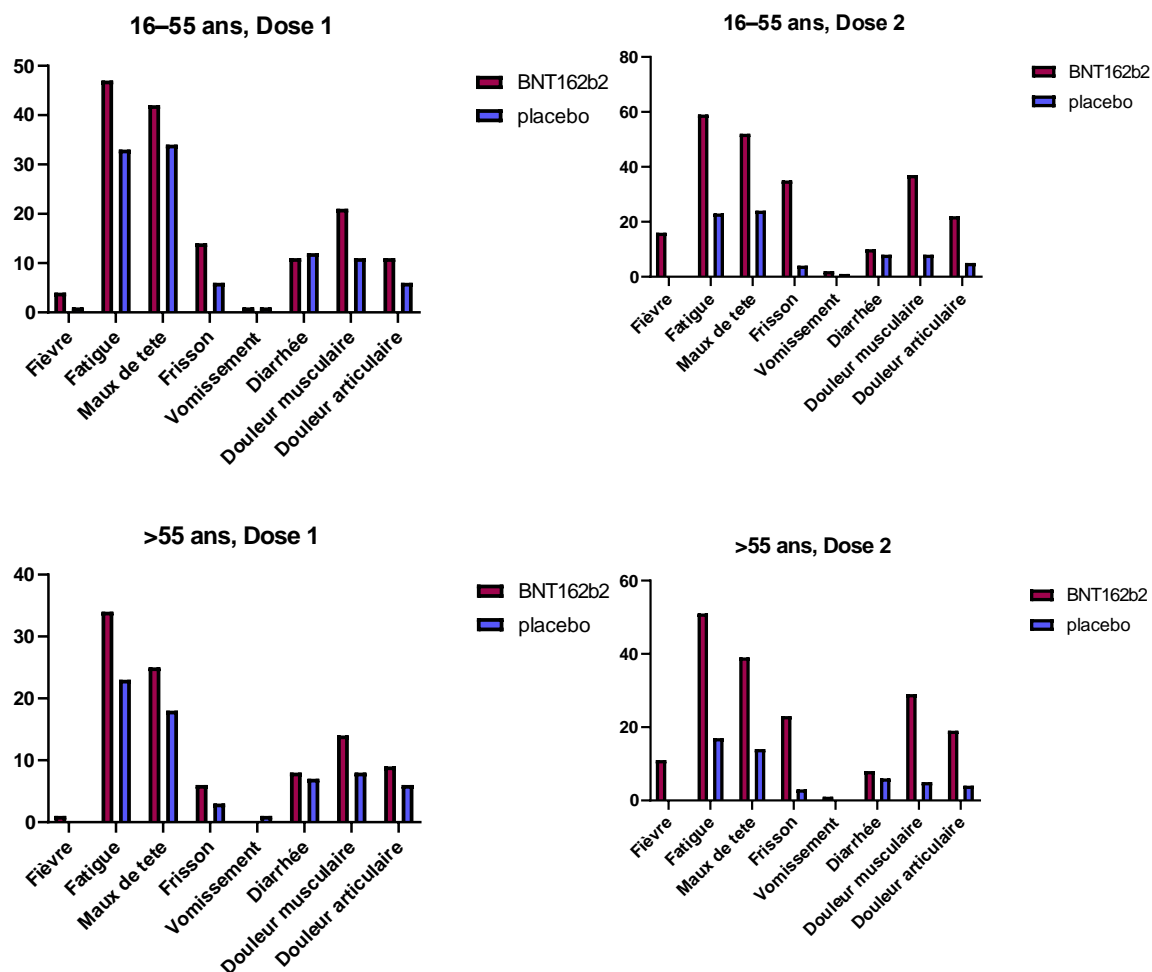 16–55 ans, Dose 1
50
40
30
20
10
0
Fièvre
Fatigue
Maux de tete
Frisson
Vomissement
Diarrhée
Douleur musculaire
Douleur articulaire
BNT162b2
placebo
16–55 ans, Dose 2
80
60
40
20
0
Fièvre
Fatigue
Maux de tete
Frisson
Vomissement
Diarrhée
Douleur musculaire
Douleur articulaire
BNT162b2
placebo
>55 ans, Dose 1
40
30
20
10
0
Fièvre
Fatigue
Maux de tete
Frisson
Vomissement
Diarrhée
Douleur musculaire
Douleur articulaire
BNT162b2
placebo
>55 ans, Dose 2
60
40
20
0
Fièvre
Fatigue
Maux de tete
Frisson
Vomissement
Diarrhée
Douleur musculaire
Douleur articulaire
BNT162b2
placebo